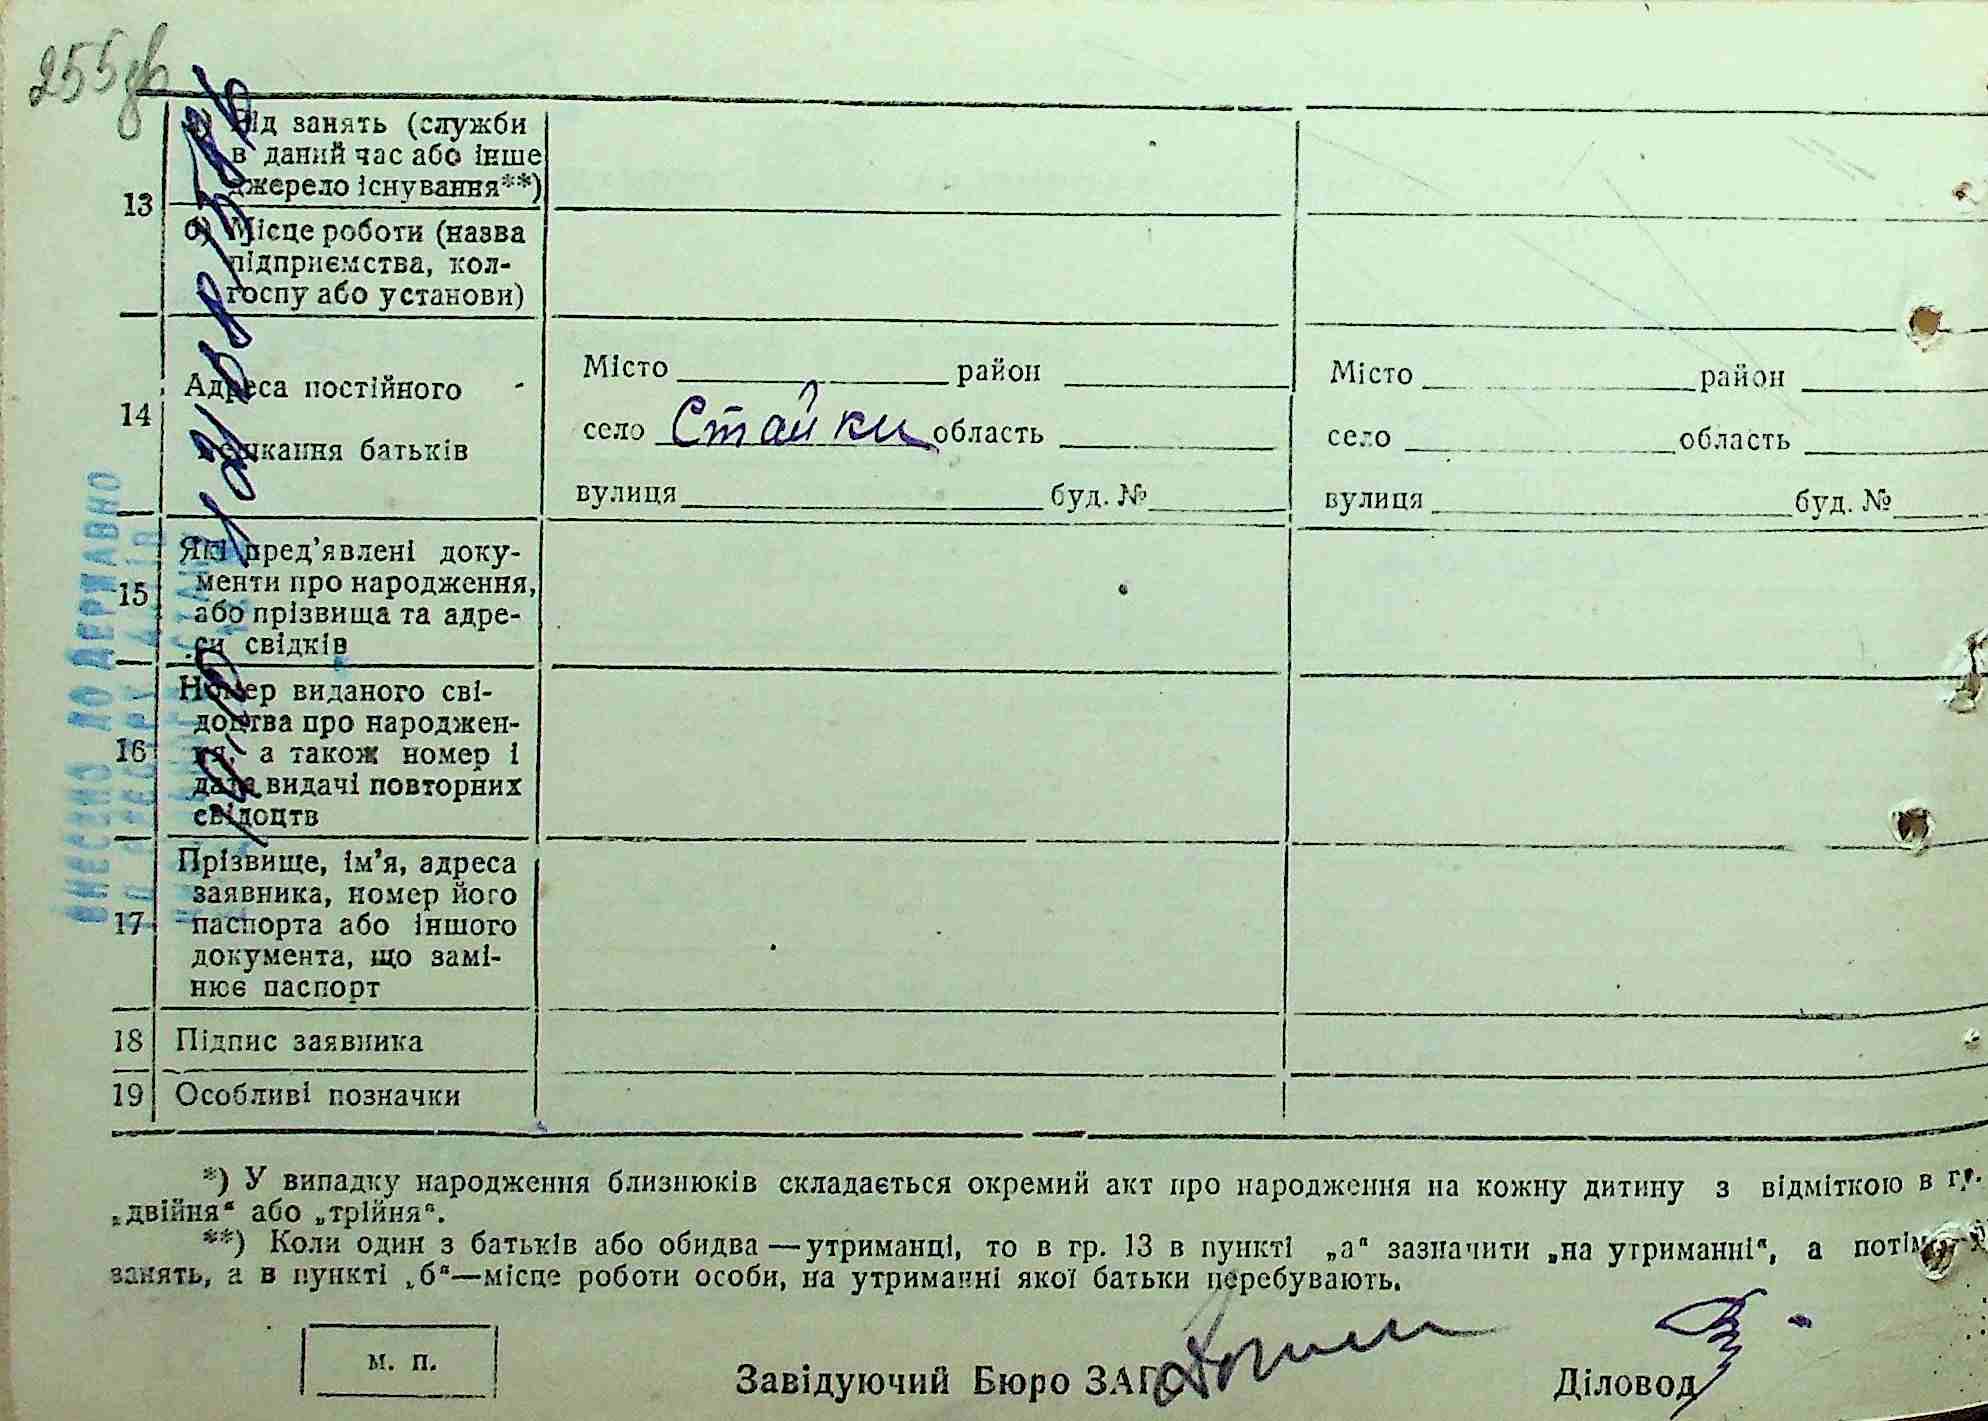 255
а) Вид занять (служби
в даний час або інше
джерело існування**)
13
б) Місце роботи (назва
підприємства, кол-
госпу або установи)
14
Адреса постійного
мешкання батьків
Місто район
село Стайки область
вулиця буд. №
Місто район
село область
вулиця буд. №
15
Які пред’явлені доку-
менти про народження,
або прізвища та адре-
си свідків
16
Номер виданого сві-
доцтва про народжен-
ня, а також номер і
дата видачі повторних
свідоцтв
17
Прізвище, ім’я, адреса
заявника, номер його
паспорта або іншого
документа, що замі-
нює паспорт
18 Підпис заявника
19 Особливі позначки
ВНЕСЕНО ДО ДЕРЖАВНО
*) У випадку народження близнюків складається окремий акт про народження на кожну дитину з відміткою в гр.
„двійня“ або „трійня“.
**) Коли один з батьків або обидва — утриманці, то в гр. 13 в пункті „а“ зазначити „на утриманні“, а потім
занять, а в пункті „б“—місце роботи особи, на утриманні якої батьки перебувають.
м. п.
Завідуючий Бюро ЗАГС
Діловод